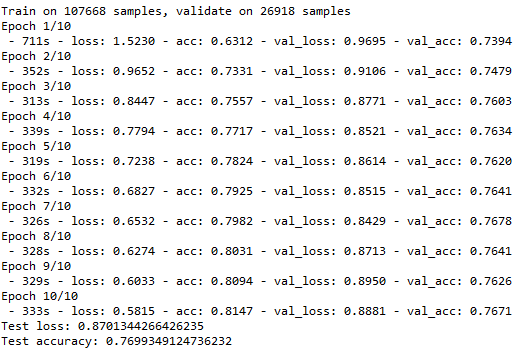 Train on 107668 samples, validate on 26918 samples
Epoch 1/10
 - 711s - loss: 1.5230 - acc: 0.6312 - val_loss: 0.9695 - val_acc: 0.7394
Epoch 2/10
 - 352s - loss: 0.9652 - acc: 0.7331 - val_loss: 0.9106 - val_acc: 0.7479
Epoch 3/10
 - 313s - loss: 0.8447 - acc: 0.7557 - val_loss: 0.8771 - val_acc: 0.7603
Epoch 4/10
 - 339s - loss: 0.7794 - acc: 0.7717 - val_loss: 0.8521 - val_acc: 0.7634
Epoch 5/10
 - 319s - loss: 0.7238 - acc: 0.7824 - val_loss: 0.8614 - val_acc: 0.7620
Epoch 6/10
 - 332s - loss: 0.6827 - acc: 0.7925 - val_loss: 0.8515 - val_acc: 0.7641
Epoch 7/10
 - 326s - loss: 0.6532 - acc: 0.7982 - val_loss: 0.8429 - val_acc: 0.7678
Epoch 8/10
 - 328s - loss: 0.6274 - acc: 0.8031 - val_loss: 0.8713 - val_acc: 0.7641
Epoch 9/10
 - 329s - loss: 0.6033 - acc: 0.8094 - val_loss: 0.8950 - val_acc: 0.7626
Epoch 10/10
 - 333s - loss: 0.5815 - acc: 0.8147 - val_loss: 0.8881 - val_acc: 0.7671
Test loss: 0.8701344266426235
Test accuracy: 0.7699349124736232